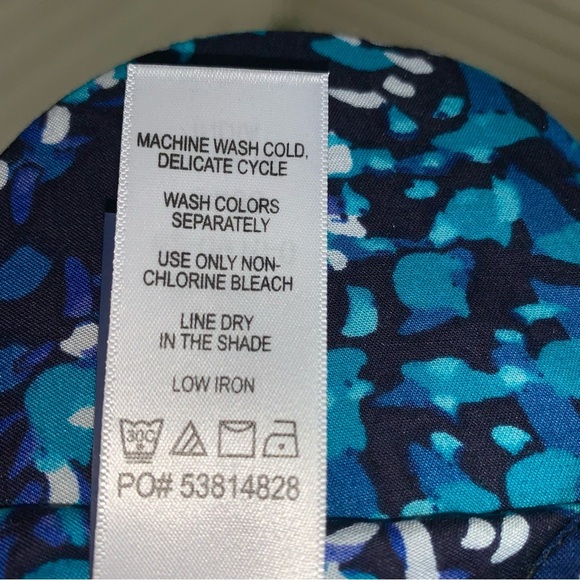 MACHINE WASH COLD,
DELICATE CYCLE
WASH COLORS
SEPARATELY
USE ONLY NON-
CHLORINE BLEACH
LINE DRY
IN THE SHADE
LOW IRON
30C
PO# 53814828